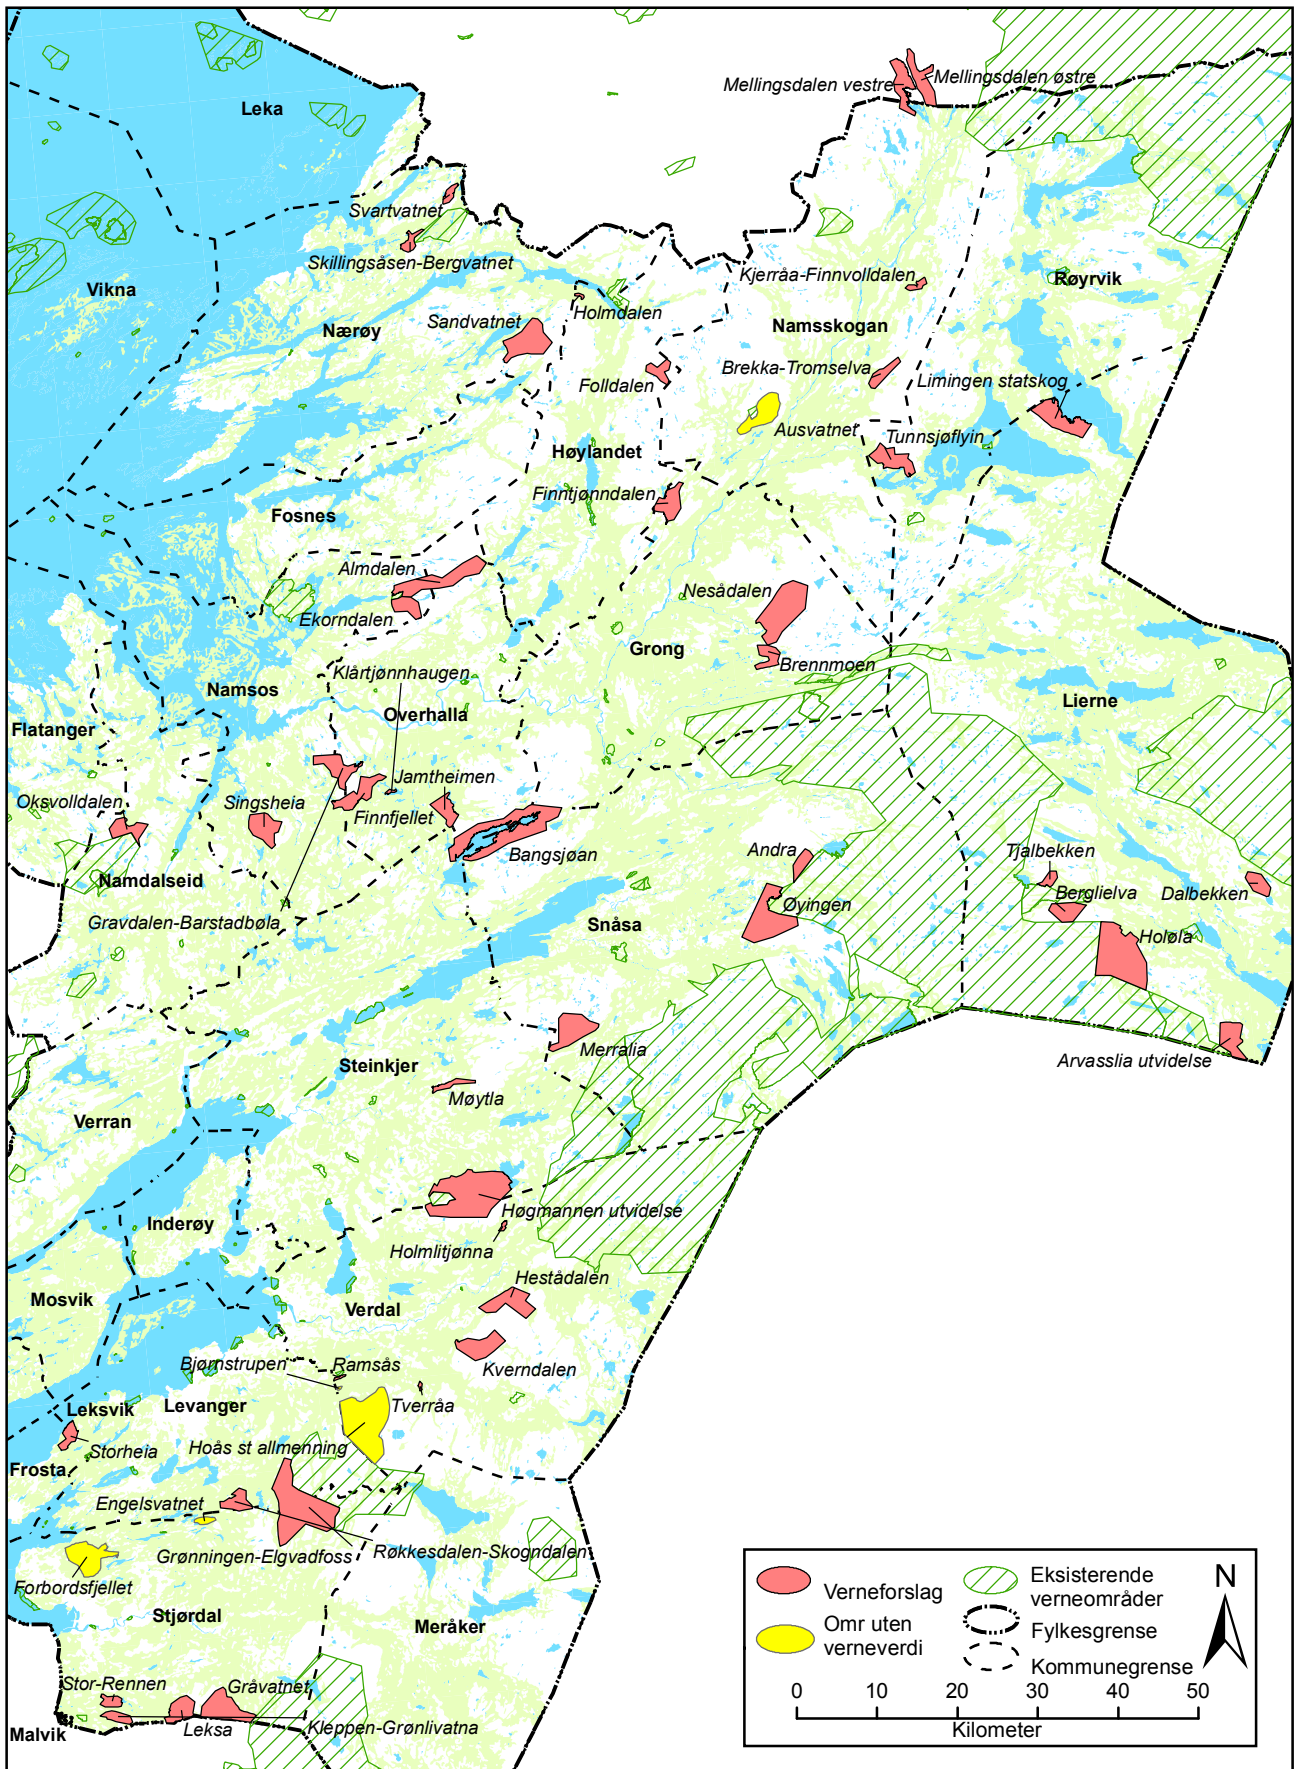 Mellingsdalen vestre
Mellingsdalen østre
Leka
Svartvatnet
Skillingsåsen-Bergvatnet
Kjerråa-Finnvolldalen
Røyrvik
Vikna
Holmdalen
Sandvatnet
Nærøy
Namsskogan
Folldalen
Brekka-Tromselva
Limingen statskog
Ausvatnet
Tunnsjøflyin
Høylandet
Finntjønndalen
Fosnes
Almdalen
Ekorndalen
Nesådalen
Grong
Brennmoen
Klårtjønnhaugen
Namsos
Overhalla
Lierne
Flatanger
Jamtheimen
Oksvolldalen
Singsheia
Finnfjellet
Bangsjøan
Andra
Tjalbekken
Namdalseid
Berglielva
Dalbekken
Øyingen
Gravdalen-Barstadbøla
Snåsa
Holøla
Merralia
Arvasslia utvidelse
Steinkjer
Møytla
Verran
Høgmannen utvidelse
Inderøy
Holmlitjønna
Hestådalen
Mosvik
Verdal
Bjørnstrupen
Ramsås
Kverndalen
Leksvik
Levanger
Tverråa
Storheia
Hoås st allmenning
Frosta
Engelsvatnet
Grønningen-Elgvadfoss
Røkkesdalen-Skogndalen
Forbordsfjellet
Stjørdal
Meråker
Stor-Rennen
Gråvatnet
Malvik
Leksa
Kleppen-Grønlivatna
Verneforslag
Omr uten
verneverdi
Eksisterende
verneområder
Fylkesgrense
Kommunegrense
N
0 10 20 30 40 50
Kilometer